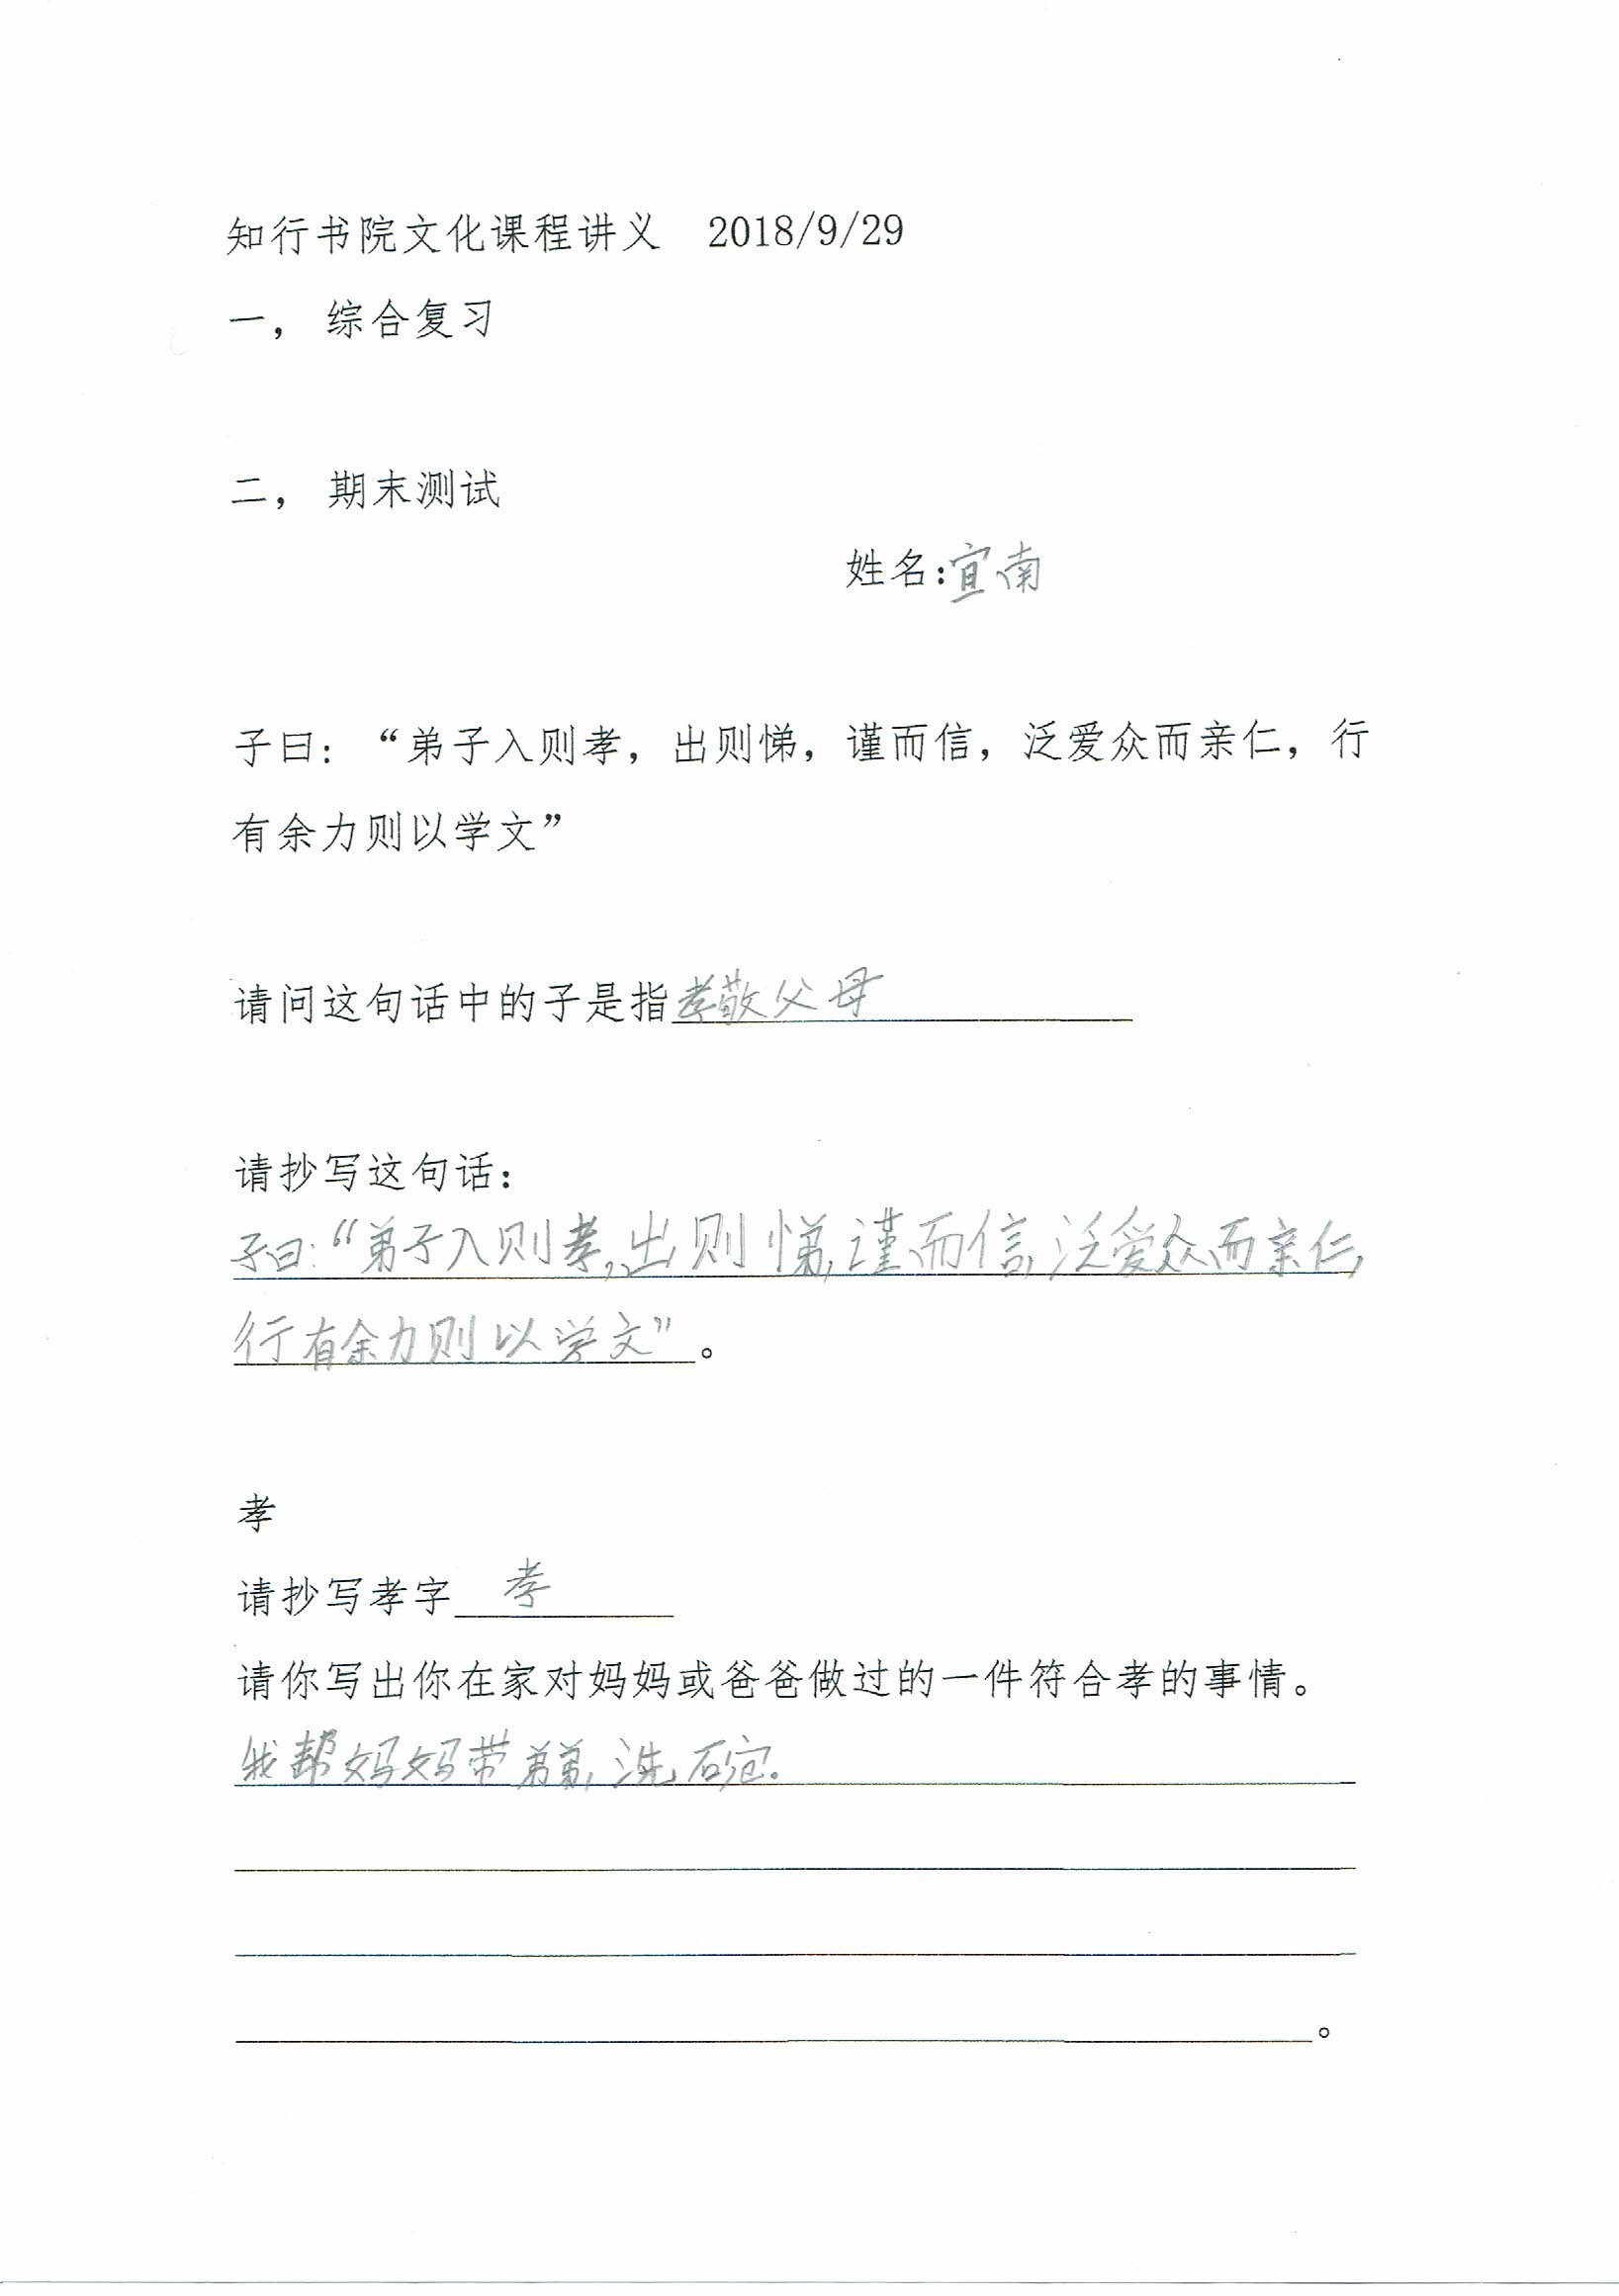 知行书院文化课程讲义 2018/9/29
一， 综合复习
二， 期末测试
姓名:宜南
子曰：“弟子入则孝，出则悌，谨而信，泛爱众而亲仁，行
有余力则以学文”
请问这句话中的子是指孝敬父母
请抄写这句话：
子曰:“弟子入则孝,出则悌,谨而信,泛爱众而亲仁,
行有余力则以学文”。
孝
请抄写孝字 孝
请你写出你在家对妈妈或爸爸做过的一件符合孝的事情。
我帮妈妈带弟弟,洗碗.
。